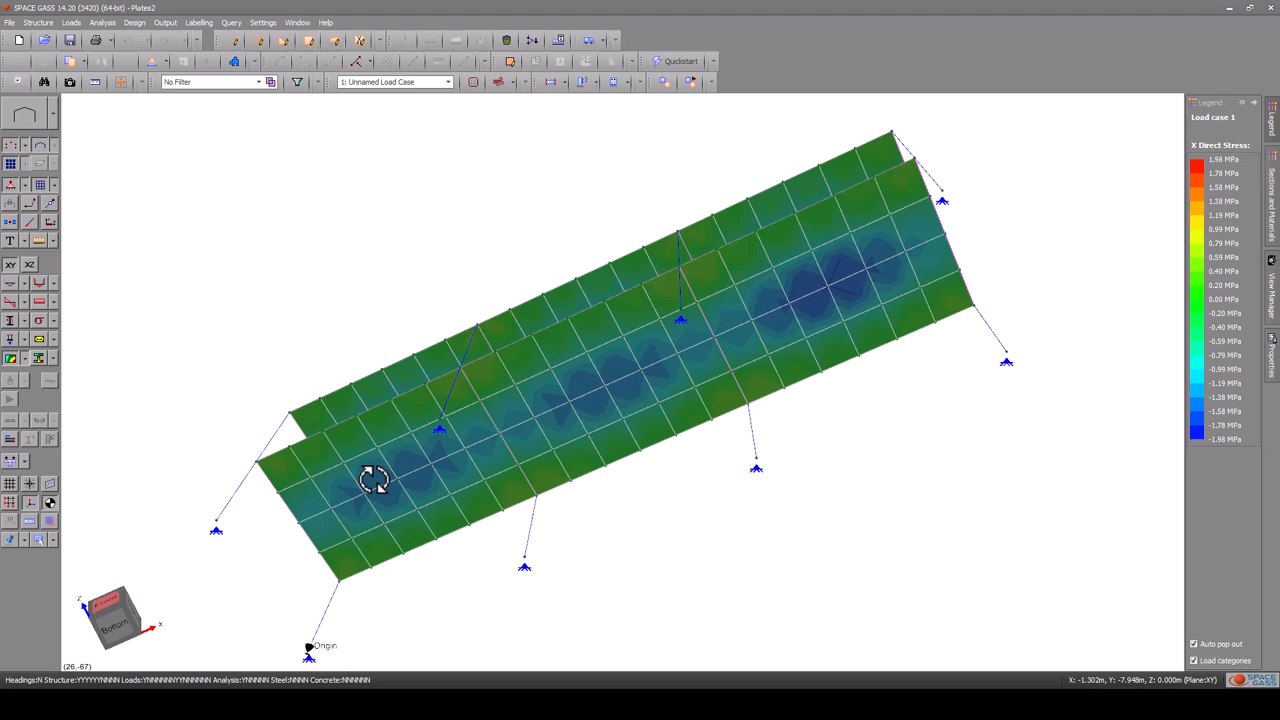 SPACE GASS 14.20 (3420) (64-bit) - Plates2
File Structure Loads Analysis Design Output Labelling Query Settings Window Help
Quickstart
No Filter
1: Unnamed Load Case
XY XZ
Legend
Load case 1
X Direct Stress:
1.98 MPa
1.78 MPa
1.58 MPa
1.38 MPa
1.19 MPa
0.99 MPa
0.79 MPa
0.59 MPa
0.40 MPa
0.20 MPa
0.00 MPa
-0.20 MPa
-0.40 MPa
-0.59 MPa
-0.79 MPa
-0.99 MPa
-1.19 MPa
-1.38 MPa
-1.58 MPa
-1.78 MPa
-1.98 MPa
Legend
Sections and Materials
View Manager
Properties
Origin
Z
X
Bottom
(26,-67)
Auto pop out
Load categories
Headings:N Structure:YYYYYNNNN Loads:YNNNNNNYYNNNNNN Analysis:YNNNNN Steel:NNNN Concrete:NNNNNN
X: -1.302m, Y: -7.948m, Z: 0.000m (Plane:XY)
SPACE GASS